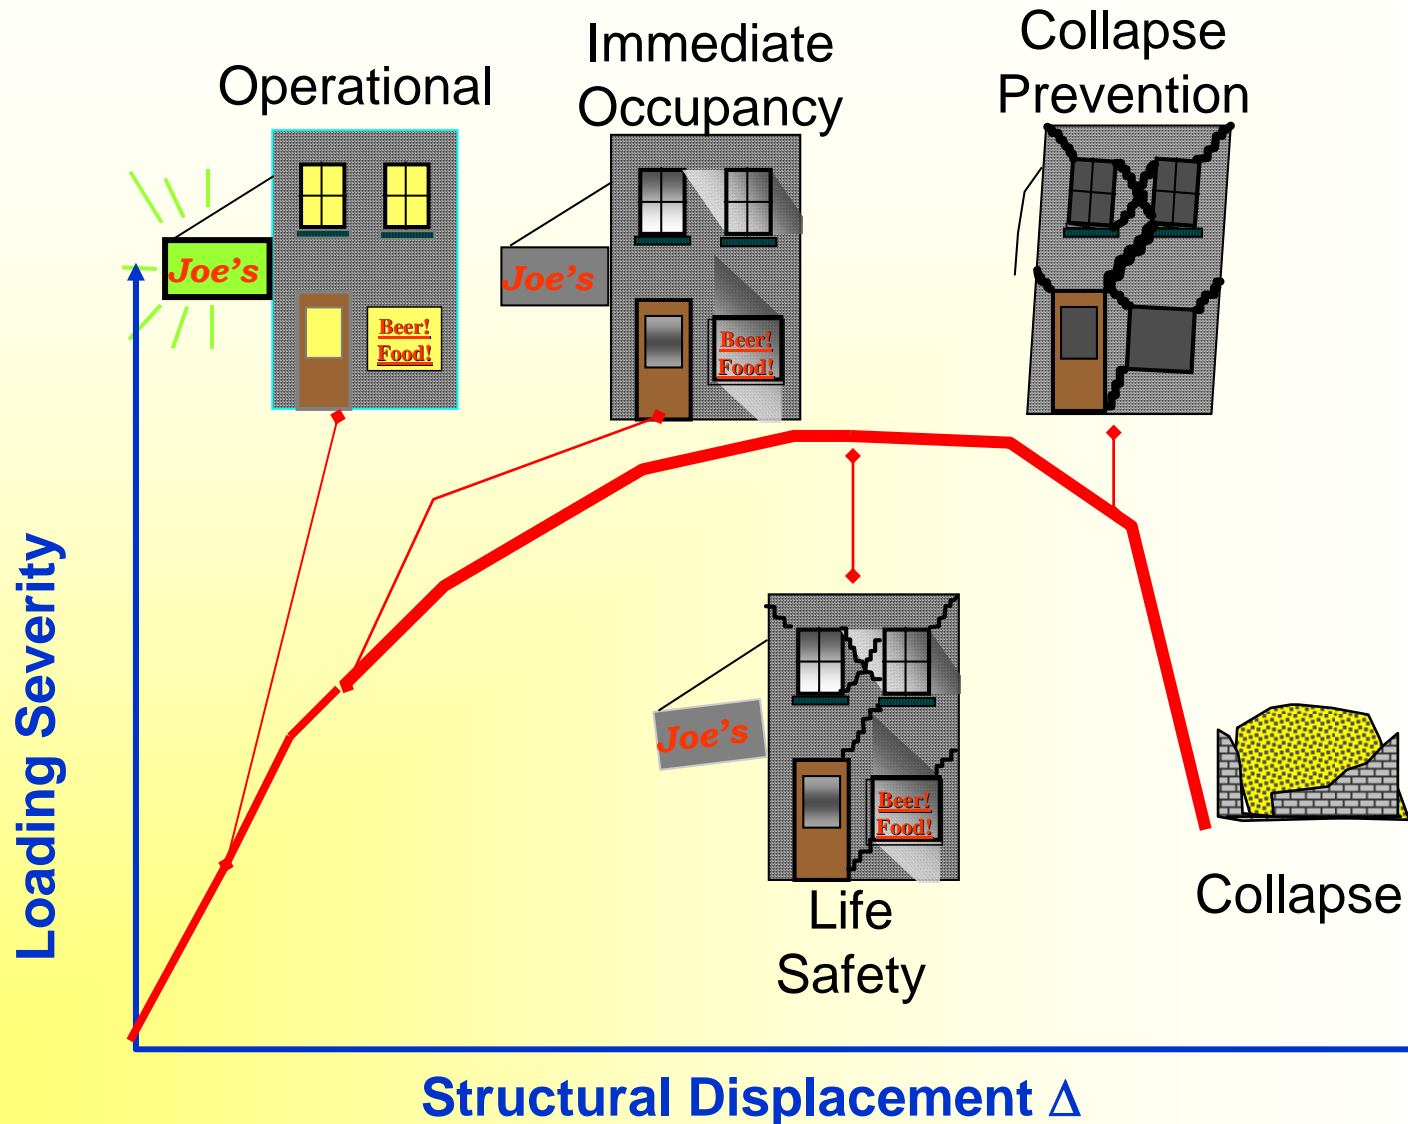 Operational
Immediate
Occupancy
Collapse
Prevention
Joe's
Beer!
Food!
Joe's
Beer!
Food!
Joe's
Beer!
Food!
Life
Safety
Collapse
Loading Severity
Structural Displacement Δ